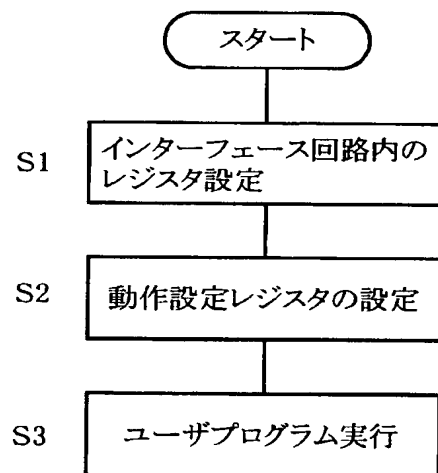 スタート
S1
インターフェース回路内の
レジスタ設定
S2
動作設定レジスタの設定
S3
ユーザプログラム実行